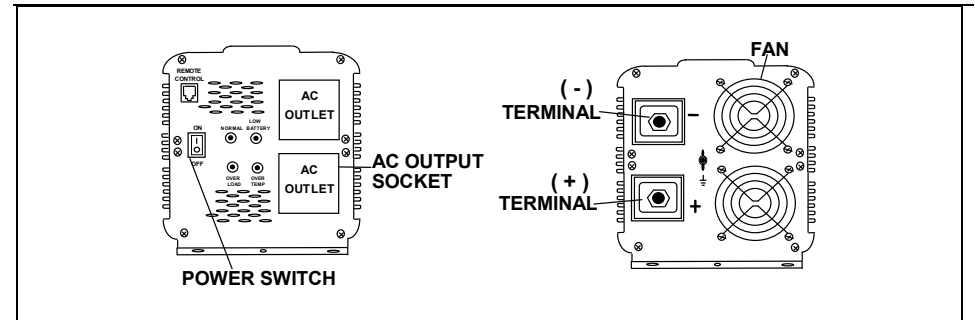 REMOTE
CONTROL
AC
OUTLET
ON
NORMAL
LOW
BATTERY
OFF
OVER
LOAD
OVER
TEMP
AC
OUTLET
AC OUTPUT
SOCKET
POWER SWITCH
FAN
( - )
TERMINAL
−
( + )
TERMINAL
+